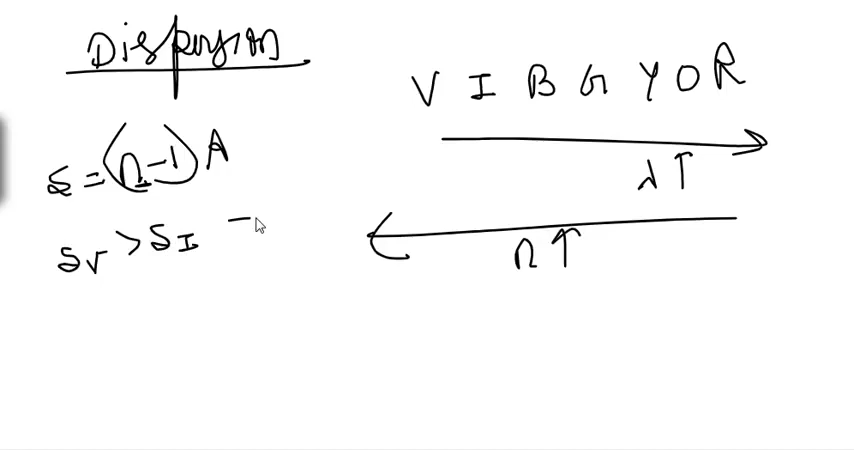 Dispersion
V I B G Y O R
δ = (n-1) A
λ ↑
δv > δI -
n ↑